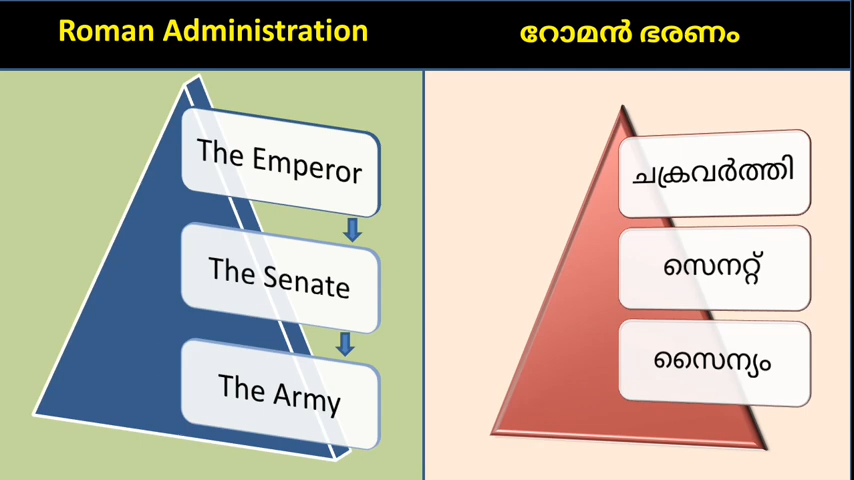 Roman Administration
റോമൻ ഭരണം
The Emperor
The Senate
The Army
ചക്രവർത്തി
സെനറ്റ്
സൈന്യം